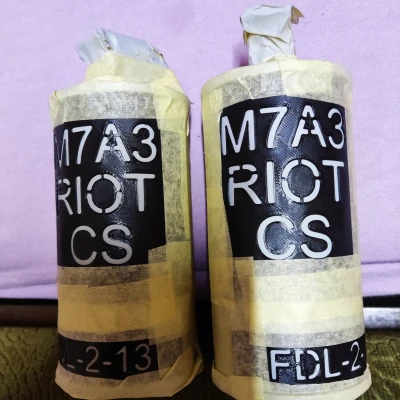 M7A3
RIOT
CS
DL-2-13
M7A3
RIOT
CS
FDL-2-